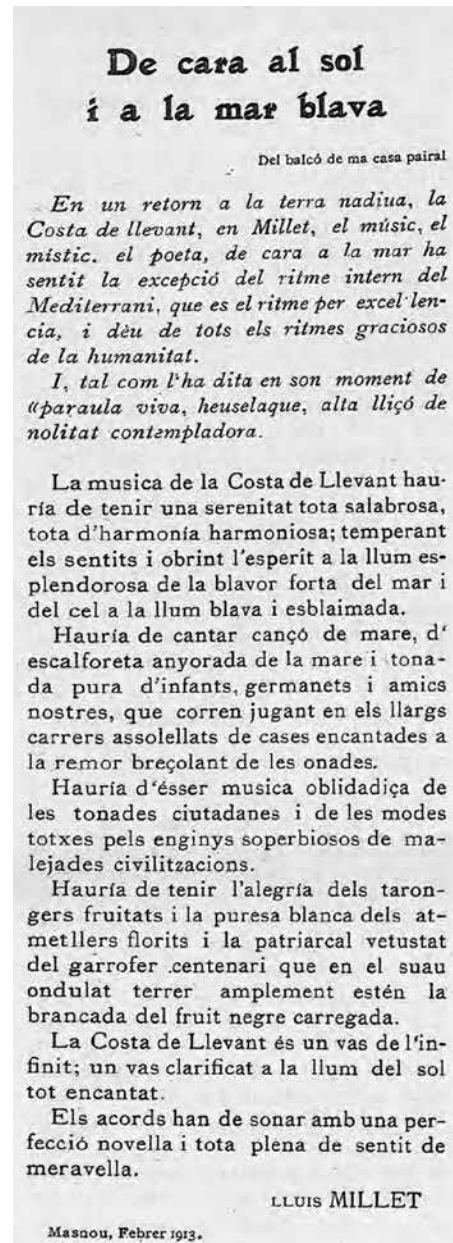 De cara al sol
i a la mar blava
Del balcó de ma casa pairal
En un retorn a la terra nadiua, la
Costa de llevant, en Millet, el músic, el
místic. el poeta, de cara a la mar ha
sentit la excepció del ritme intern del
Mediterrani, que es el ritme per excel·len-
cia, i dèu de tots els ritmes graciosos
de la humanitat.
I, tal com l'ha dita en son moment de
«paraula viva, heuselaque, alta lliçó de
nolitat contempladora.
La musica de la Costa de Llevant hau-
ría de tenir una serenitat tota salabrosa,
tota d'harmonía harmoniosa; temperant
els sentits i obrint l'esperit a la llum es-
plendorosa de la blavor forta del mar i
del cel a la llum blava i esblaimada.
Hauría de cantar cançó de mare, d'
escalforeta anyorada de la mare i tona-
da pura d'infants, germanets i amics
nostres, que corren jugant en els llargs
carrers assolellats de cases encantades a
la remor breçolant de les onades.
Hauría d'ésser musica oblidadiça de
les tonades ciutadanes i de les modes
totxes pels enginys soperbiosos de ma-
lejades civilitzacions.
Hauría de tenir l'alegría dels taron-
gers fruitats i la puresa blanca dels at-
metllers florits i la patriarcal vetustat
del garrofer .centenari que en el suau
ondulat terrer amplement estén la
brancada del fruit negre carregada.
La Costa de Llevant és un vas de l'in-
finit; un vas clarificat a la llum del sol
tot encantat.
Els acords han de sonar amb una per-
fecció novella i tota plena de sentit de
meravella.
LLUIS MILLET
Masnou, Febrer 1913.